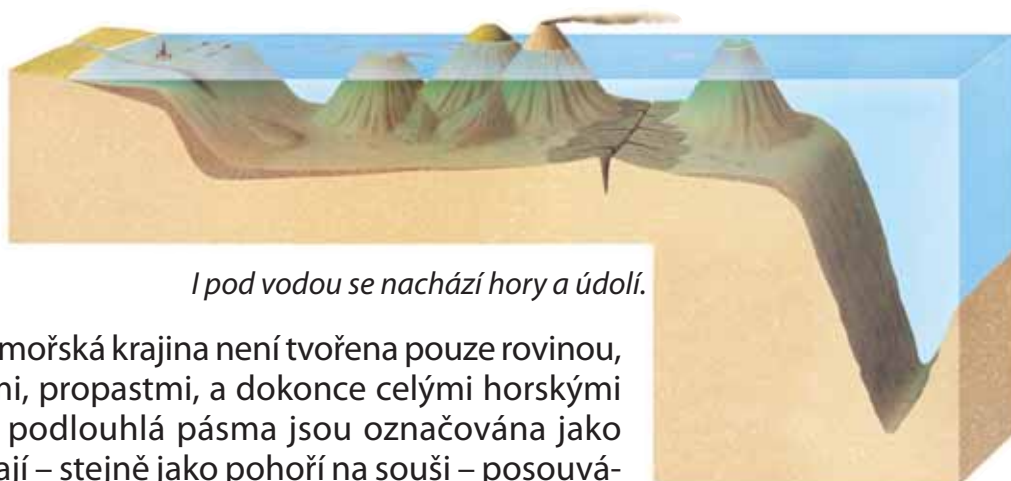 I pod vodou se nachází hory a údolí.
mořská krajina není tvořena pouze rovinou,
ni, propastmi, a dokonce celými horskými
podlouhlá pásma jsou označována jako
ají – stejně jako pohoří na souši – posouvá-